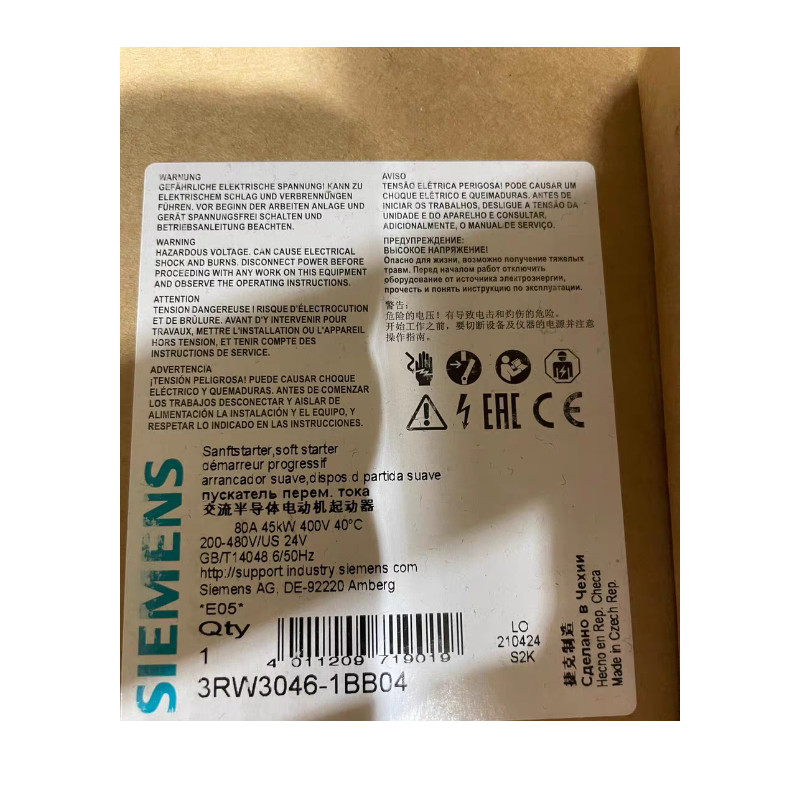 WARNUNG
GEFÄHRLICHE ELEKTRISCHE SPANNUNG! KANN ZU
ELEKTRISCHEM SCHLAG UND VERBRENNUNGEN
FÜHREN. VOR BEGINN DER ARBEITEN ANLAGE UND
GERÄT SPANNUNGSFREI SCHALTEN UND
BETRIEBSANLEITUNG BEACHTEN.
WARNING
HAZARDOUS VOLTAGE. CAN CAUSE ELECTRICAL
SHOCK AND BURNS. DISCONNECT POWER BEFORE
PROCEEDING WITH ANY WORK ON THIS EQUIPMENT
AND OBSERVE THE OPERATING INSTRUCTIONS.
ATTENTION
TENSION DANGEREUSE ! RISQUE D'ÉLECTROCUTION
ET DE BRÛLURE. AVANT D'Y INTERVENIR POUR
TRAVAUX, METTRE L'INSTALLATION OU L'APPAREIL
HORS TENSION, ET TENIR COMPTE DES
INSTRUCTIONS DE SERVICE.
ADVERTENCIA
¡TENSIÓN PELIGROSA! PUEDE CAUSAR CHOQUE
ELÉCTRICO Y QUEMADURAS. ANTES DE COMENZAR
LOS TRABAJOS DESCONECTAR Y AISLAR DE
ALIMENTACIÓN LA INSTALACIÓN Y EL EQUIPO, Y
RESPETAR LO INDICADO EN LAS INSTRUCCIONES.
AVISO
TENSÃO ELÉTRICA PERIGOSA! PODE CAUSAR UM
CHOQUE ELÉTRICO E QUEIMADURAS. ANTES DE
INICIAR OS TRABALHOS, DESLIGUE A TENSÃO DA
UNIDADE E DO APARELHO E CONSULTAR,
ADICIONALMENTE, O MANUAL DE SERVIÇO.
ПРЕДУПРЕЖДЕНИЕ:
ВЫСОКОЕ НАПРЯЖЕНИЕ!
Опасно для жизни, возможно получение тяжелых
травм. Перед началом работ отключить
оборудование от источника электроэнергии,
прочесть и понять инструкцию по эксплуатации.
警告:
危险的电压! 有导致电击和灼伤的危险。
开始工作之前, 要切断设备及仪器的电源并注意
操作指南。
EAC CE
SIEMENS
Sanftstarter,soft starter
démarreur progressif
arrancador suave,dispos d partida suave
пускатель перем. тока
交流半导体电动机起动器
80A 45kW 400V 40°C
200-480V/US 24V
GB/T14048 6/50Hz
http://support industry siemens com
Siemens AG, DE-92220 Amberg
*E05*
Qty
1
4 011209 719019
3RW3046-1BB04
LO
210424
S2K
捷克制造
Сделано в Чехии
Hecho en Rep. Checa
Made in Czech Rep.